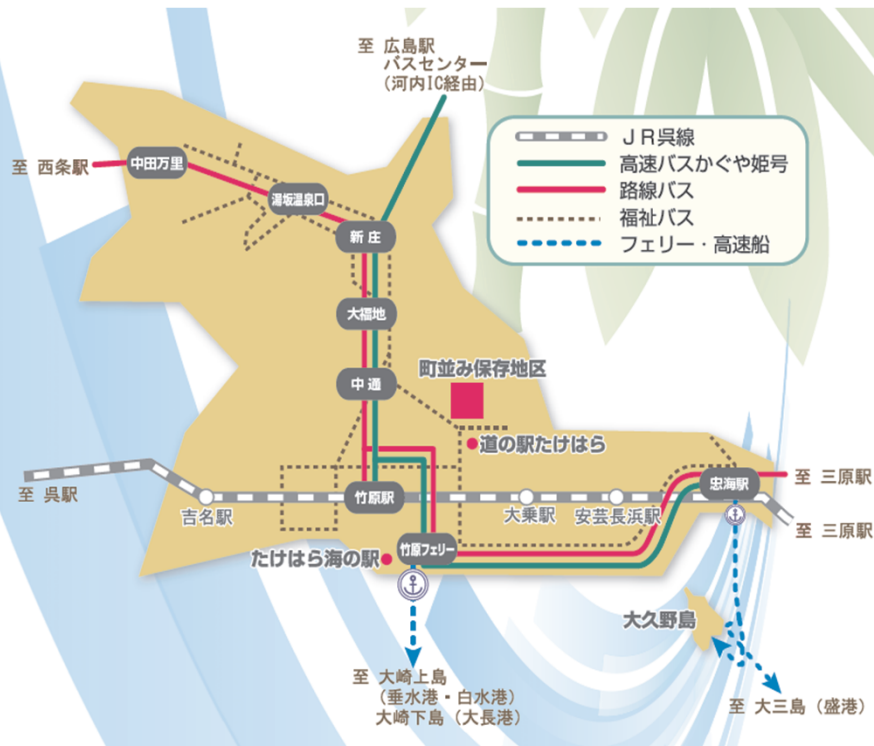 至 広島駅
バスセンター
（河内IC経由）
ＪＲ呉線
高速バスかぐや姫号
路線バス
福祉バス
フェリー・高速船
至 西条駅
中田万里
湯坂温泉口
新 庄
大福地
中 通
町並み保存地区
道の駅たけはら
至 呉駅
吉名駅
竹原駅
大乗駅
安芸長浜駅
忠海駅
至 三原駅
至 三原駅
たけはら海の駅
竹原フェリー
大久野島
至 大崎上島
（垂水港・白水港）
大崎下島（大長港）
至 大三島（盛港）